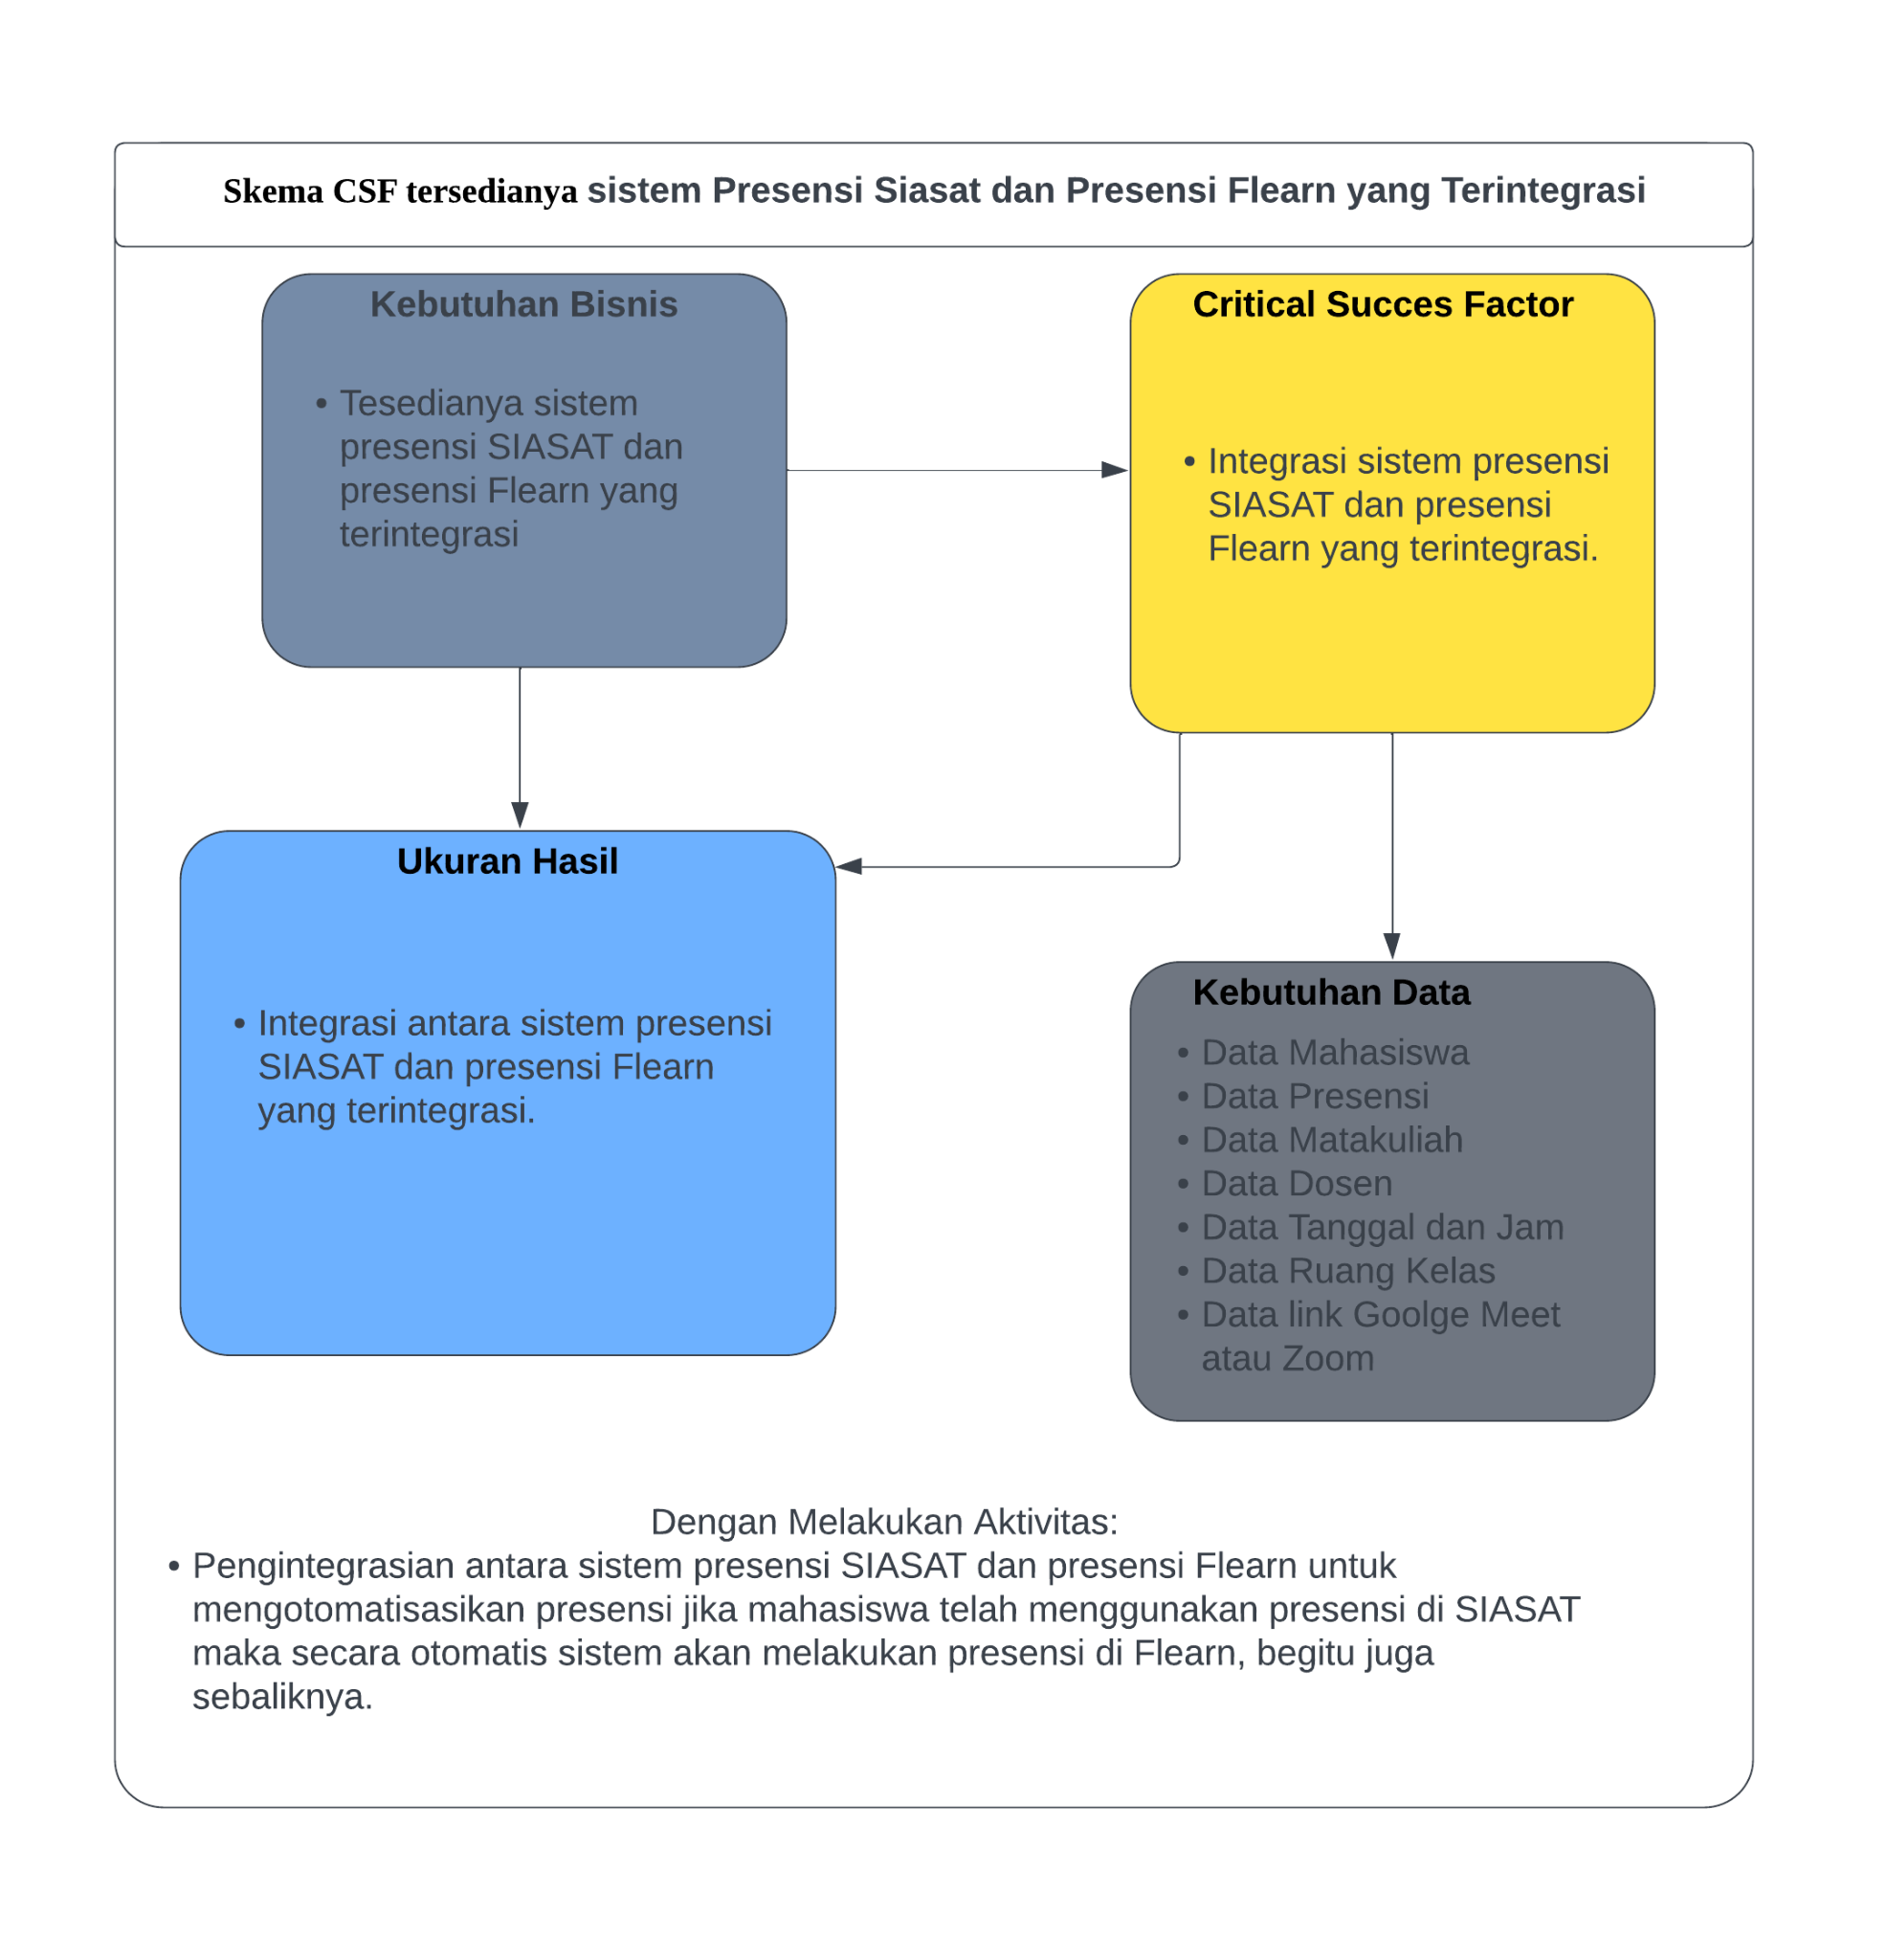 Skema CSF tersedianya sistem Presensi Siasat dan Presensi Flearn yang Terintegrasi
Kebutuhan Bisnis
• Tesedianya sistem
presensi SIASAT dan
presensi Flearn yang
terintegrasi
Critical Succes Factor
• Integrasi sistem presensi
SIASAT dan presensi
Flearn yang terintegrasi.
Ukuran Hasil
• Integrasi antara sistem presensi
SIASAT dan presensi Flearn
yang terintegrasi.
Kebutuhan Data
• Data Mahasiswa
• Data Presensi
• Data Matakuliah
• Data Dosen
• Data Tanggal dan Jam
• Data Ruang Kelas
• Data link Goolge Meet
atau Zoom
Dengan Melakukan Aktivitas:
• Pengintegrasian antara sistem presensi SIASAT dan presensi Flearn untuk
mengotomatisasikan presensi jika mahasiswa telah menggunakan presensi di SIASAT
maka secara otomatis sistem akan melakukan presensi di Flearn, begitu juga
sebaliknya.